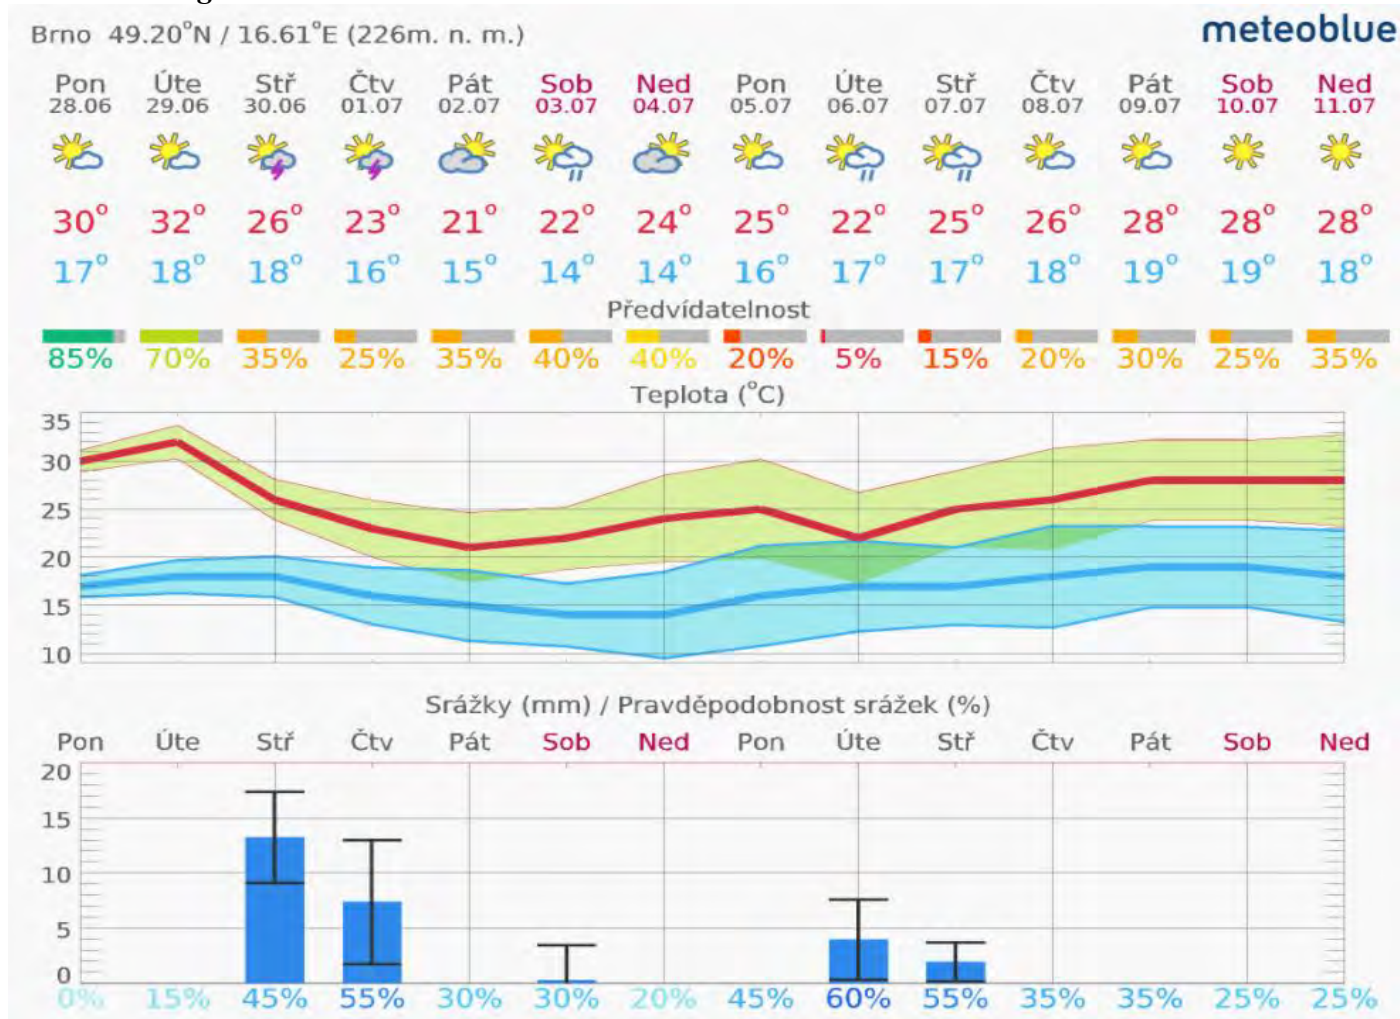 Brno 49.20°N / 16.61°E (226m. n. m.)
meteoblue
Pon Úte Stř Čtv Pát Sob Ned Pon Úte Stř Čtv Pát Sob Ned
28.06 29.06 30.06 01.07 02.07 03.07 04.07 05.07 06.07 07.07 08.07 09.07 10.07 11.07
30° 32° 26° 23° 21° 22° 24° 25° 22° 25° 26° 28° 28° 28°
17° 18° 18° 16° 15° 14° 14° 16° 17° 17° 18° 19° 19° 18°
Předvídatelnost
85% 70% 35% 25% 35% 40% 40% 20% 5% 15% 20% 30% 25% 35%
Teplota (°C)
35
30
25
20
15
10
Srážky (mm) / Pravděpodobnost srážek (%)
Pon Úte Stř Čtv Pát Sob Ned Pon Úte Stř Čtv Pát Sob Ned
20
15
10
5
0
0% 15% 45% 55% 30% 30% 20% 45% 60% 55% 35% 35% 25% 25%